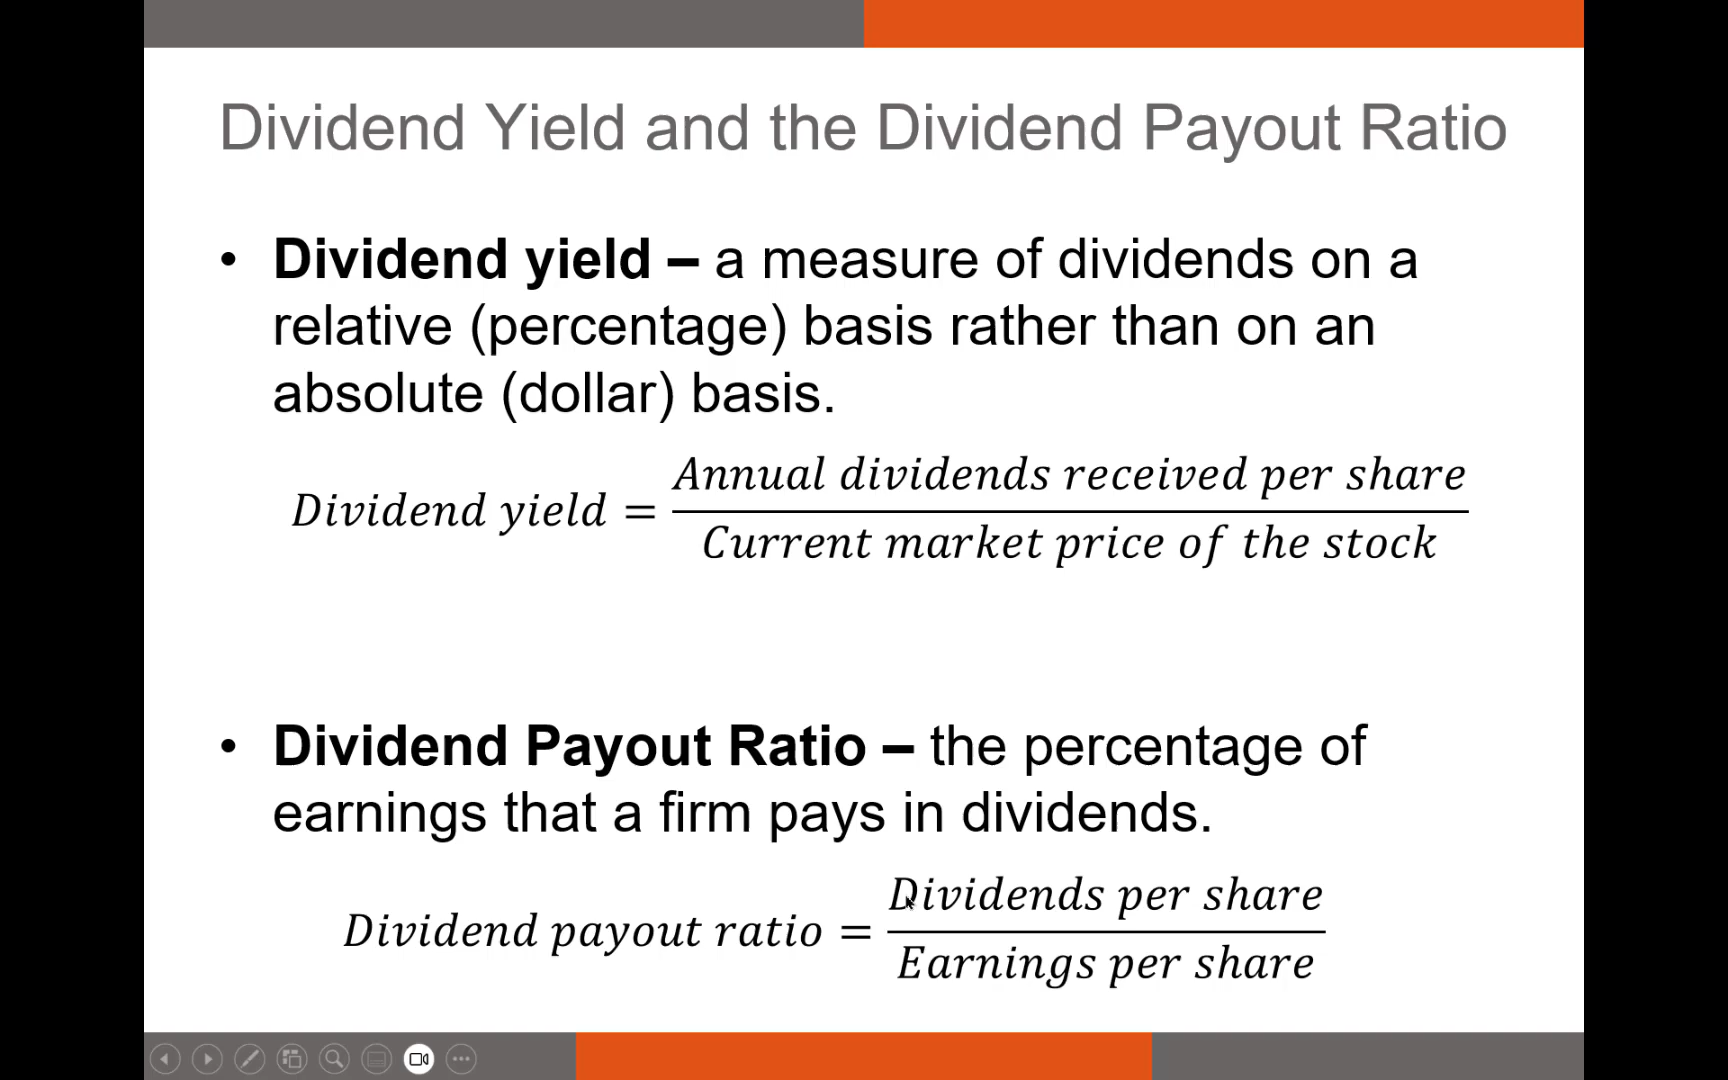 Dividend Yield and the Dividend Payout Ratio
• Dividend yield – a measure of dividends on a
relative (percentage) basis rather than on an
absolute (dollar) basis.
Dividend yield = Annual dividends received per share / Current market price of the stock
• Dividend Payout Ratio – the percentage of
earnings that a firm pays in dividends.
Dividend payout ratio = Dividends per share / Earnings per share